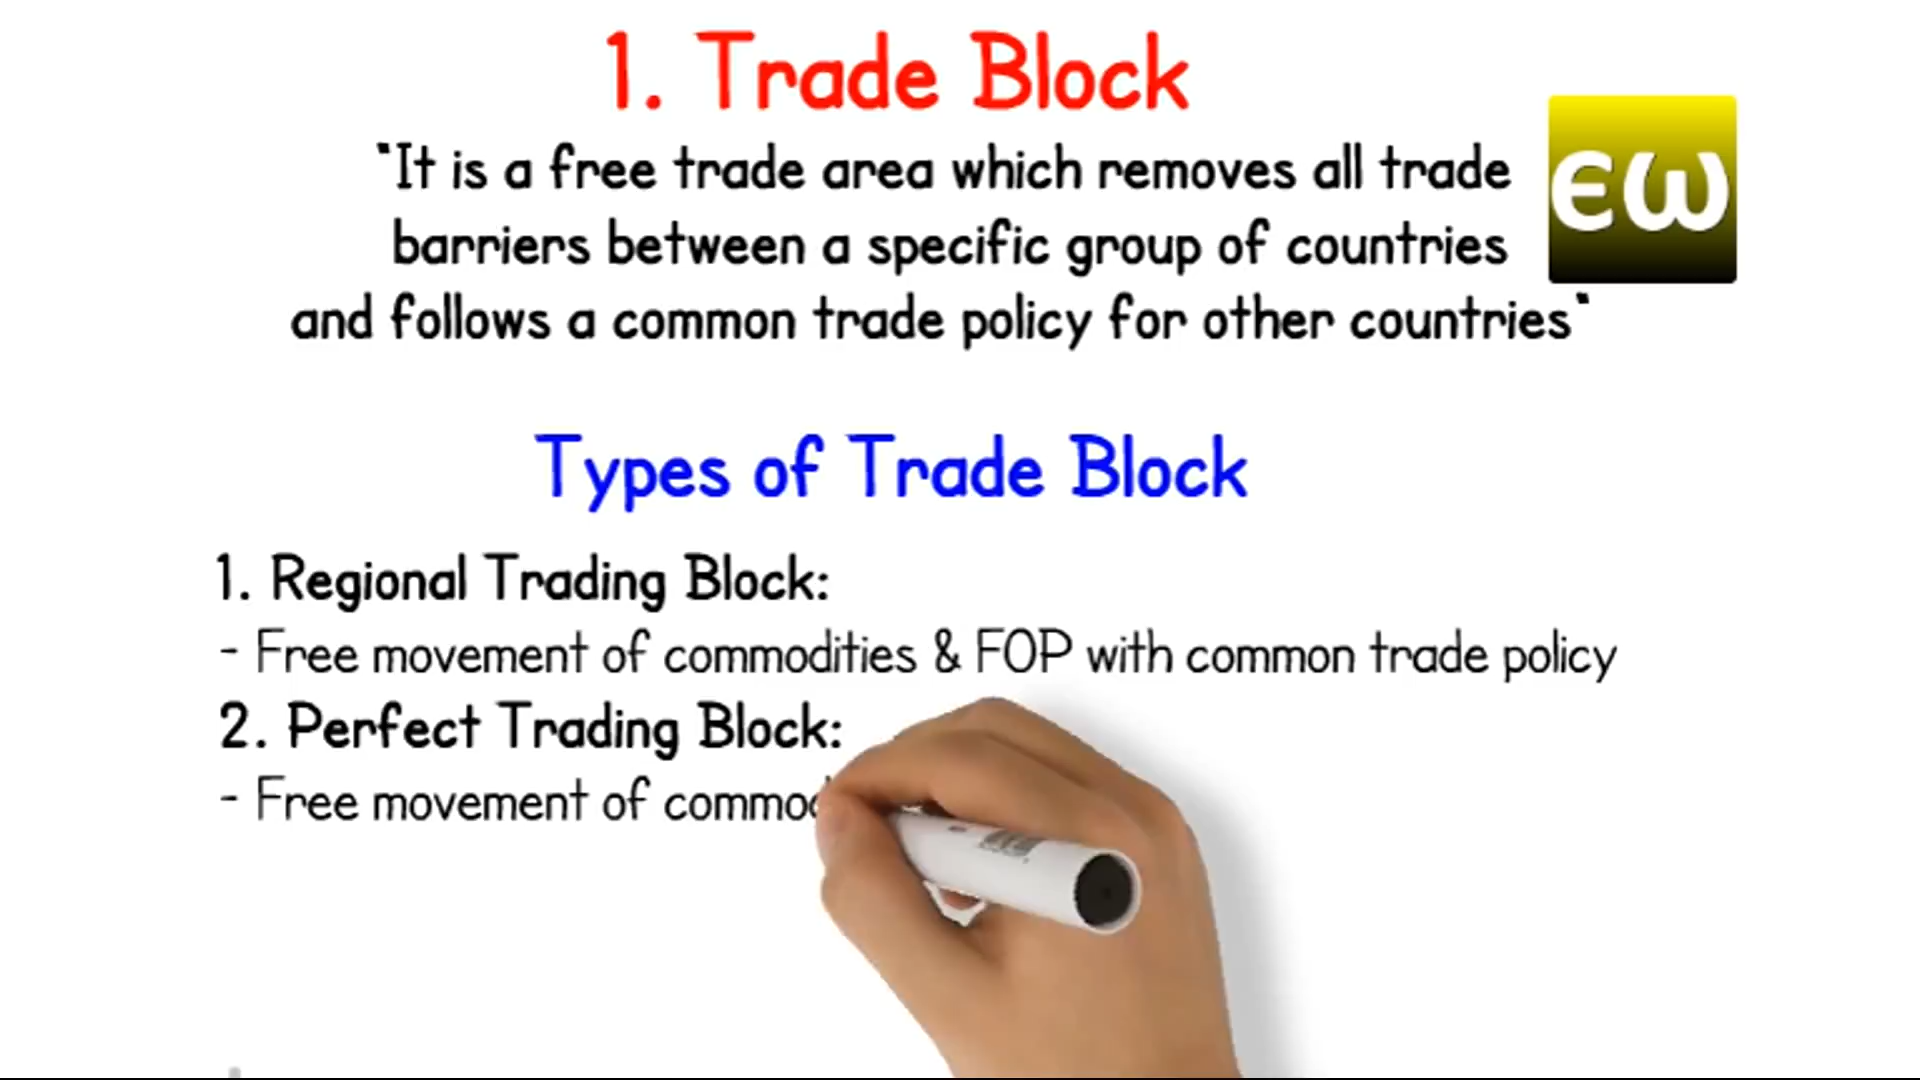 1. Trade Block
"It is a free trade area which removes all trade
barriers between a specific group of countries
and follows a common trade policy for other countries"
єω
Types of Trade Block
1. Regional Trading Block:
- Free movement of commodities & FOP with common trade policy
2. Perfect Trading Block:
- Free movement of commod